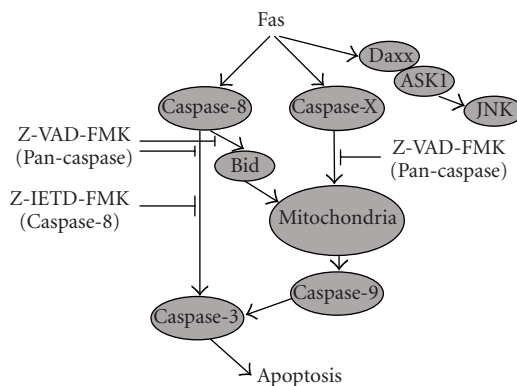 Fas
Daxx
ASK1
JNK
Caspase-8
Caspase-X
Z-VAD-FMK
(Pan-caspase)
Bid
Z-VAD-FMK
(Pan-caspase)
Z-IETD-FMK
(Caspase-8)
Mitochondria
Caspase-9
Caspase-3
Apoptosis